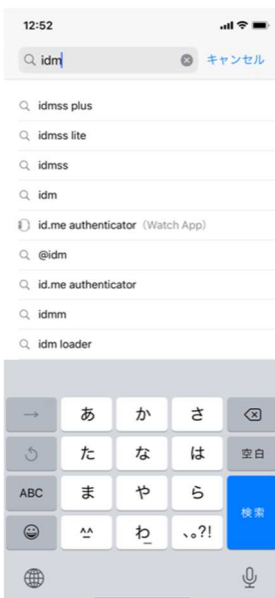 12:52
idm
キャンセル
idmss plus
idmss lite
idmss
idm
id.me authenticator（Watch App）
@idm
id.me authenticator
idmm
idm loader
→ あ か さ
た な は 空白
ABC ま や ら 検索
^^ わ_ 、。?!